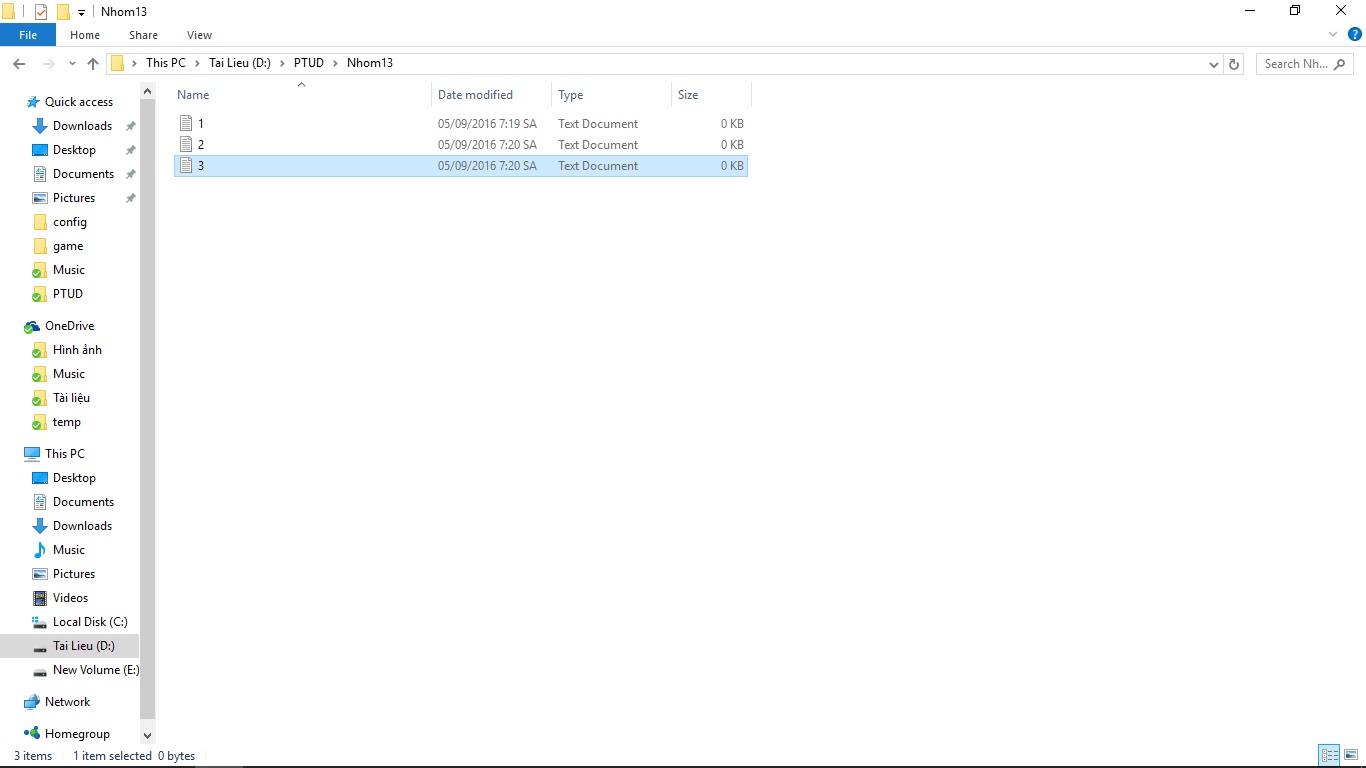 Nhom13
File Home Share View
This PC Tai Lieu (D:) PTUD Nhom13
Search Nh...
Name Date modified Type Size
1 05/09/2016 7:19 SA Text Document 0 KB
2 05/09/2016 7:20 SA Text Document 0 KB
3 05/09/2016 7:20 SA Text Document 0 KB
Quick access
Downloads
Desktop
Documents
Pictures
config
game
Music
PTUD
OneDrive
Hình ảnh
Music
Tài liệu
temp
This PC
Desktop
Documents
Downloads
Music
Pictures
Videos
Local Disk (C:)
Tai Lieu (D:)
New Volume (E:)
Network
Homegroup
3 items 1 item selected 0 bytes